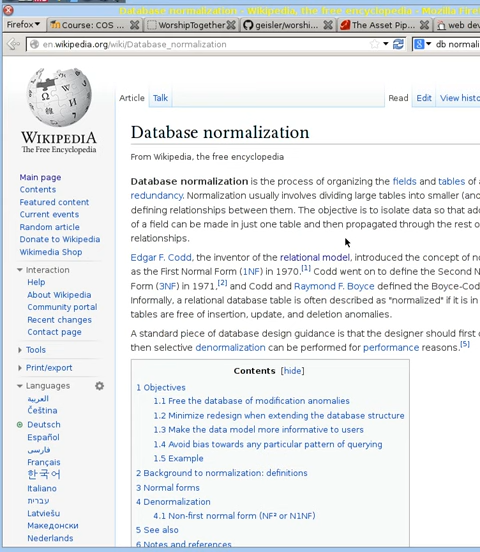 Database normalization - Wikipedia, the free encyclopedia - Mozilla Fire
Firefox Course: COS ... WorshipTogether geisler/worshi... The Asset Pip... web dev
en.wikipedia.org/wiki/Database_normalization db normali
WIKIPEDIA
The Free Encyclopedia
Main page
Contents
Featured content
Current events
Random article
Donate to Wikipedia
Wikimedia Shop
Interaction
Help
About Wikipedia
Community portal
Recent changes
Contact page
Tools
Print/export
Languages
العربية
Čeština
Deutsch
Español
فارسی
Français
한국어
Italiano
עברית
Latviešu
Македонски
Nederlands
Article Talk Read Edit View histo
Database normalization
From Wikipedia, the free encyclopedia
Database normalization is the process of organizing the fields and tables of a
redundancy. Normalization usually involves dividing large tables into smaller (and
defining relationships between them. The objective is to isolate data so that add
of a field can be made in just one table and then propagated through the rest o
relationships.
Edgar F. Codd, the inventor of the relational model, introduced the concept of no
as the First Normal Form (1NF) in 1970.[1] Codd went on to define the Second N
Form (3NF) in 1971,[2] and Codd and Raymond F. Boyce defined the Boyce-Cod
Informally, a relational database table is often described as "normalized" if it is in
tables are free of insertion, update, and deletion anomalies.
A standard piece of database design guidance is that the designer should first c
then selective denormalization can be performed for performance reasons.[5]
Contents [hide]
1 Objectives
1.1 Free the database of modification anomalies
1.2 Minimize redesign when extending the database structure
1.3 Make the data model more informative to users
1.4 Avoid bias towards any particular pattern of querying
1.5 Example
2 Background to normalization: definitions
3 Normal forms
4 Denormalization
4.1 Non-first normal form (NF² or N1NF)
5 See also
6 Notes and references